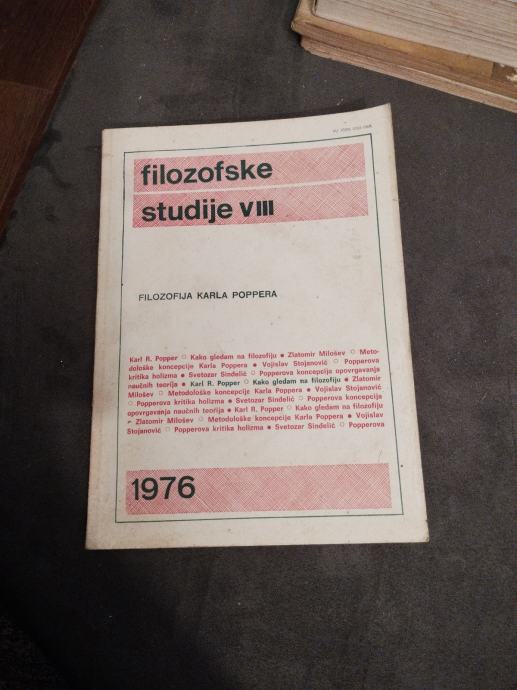 filozofske
studije VIII
FILOZOFIJA KARLA POPPERA
Karl R. Popper ○ Kako gledam na filozofiju ● Zlatomir Milošev ○ Meto-
dološke koncepcije Karla Poppera ● Vojislav Stojanović ○ Popperova
kritika holizma ● Svetozar Sinđelić ○ Popperova koncepcija opovrgavanja
naučnih teorija ● Karl R. Popper ○ Kako gledam na filozofiju ● Zlatomir
Milošev ○ Metodološke koncepcije Karla Poppera ● Vojislav Stojanović
○ Popperova kritika holizma ● Svetozar Sinđelić ○ Popperova koncepcija
opovrgavanja naučnih teorija ● Karl R. Popper ○ Kako gledam na filozofiju
● Zlatomir Milošev ○ Metodološke koncepcije Karla Poppera ● Vojislav
Stojanović ○ Popperova kritika holizma ● Svetozar Sinđelić ○ Popperova
1976